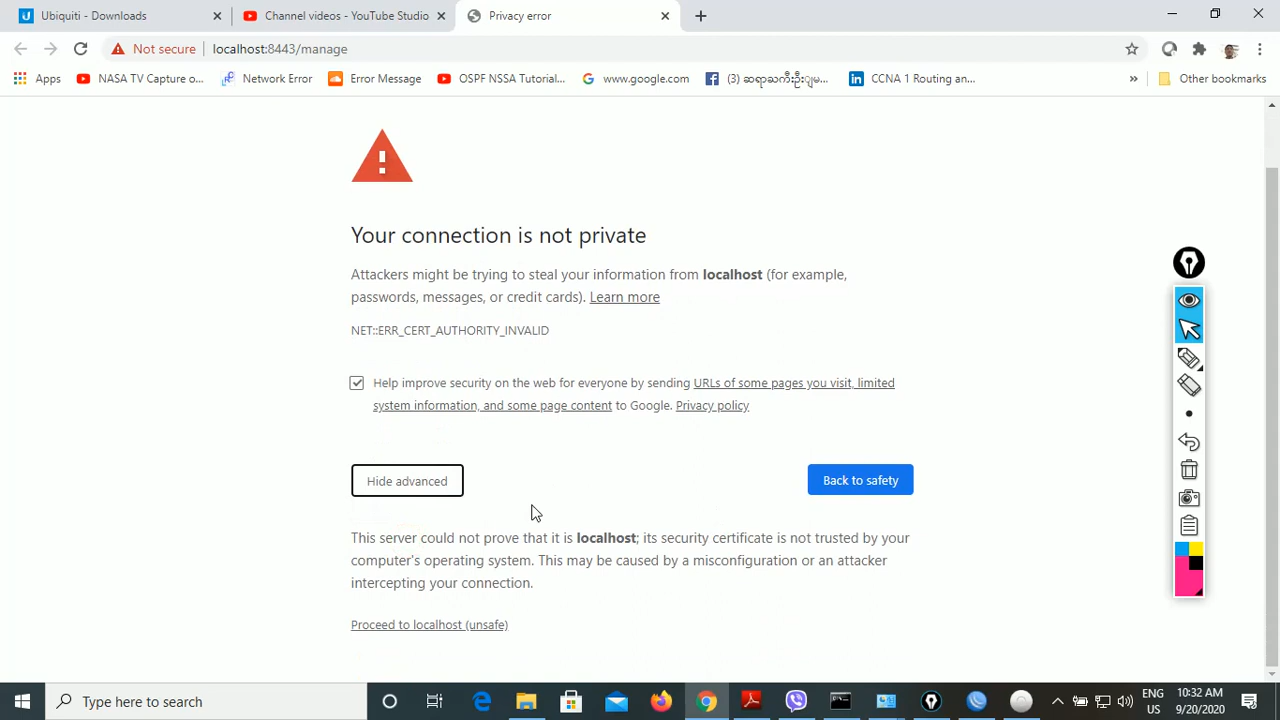 Ubiquiti - Downloads
Channel videos - YouTube Studio
Privacy error
Not secure
localhost:8443/manage
Apps
NASA TV Capture o...
Network Error
Error Message
OSPF NSSA Tutorial...
www.google.com
(3) ဆရာႀကီးဦး...
CCNA 1 Routing an...
Other bookmarks
Your connection is not private
Attackers might be trying to steal your information from localhost (for example,
passwords, messages, or credit cards). Learn more
NET::ERR_CERT_AUTHORITY_INVALID
Help improve security on the web for everyone by sending URLs of some pages you visit, limited
system information, and some page content to Google. Privacy policy
Hide advanced
Back to safety
This server could not prove that it is localhost; its security certificate is not trusted by your
computer's operating system. This may be caused by a misconfiguration or an attacker
intercepting your connection.
Proceed to localhost (unsafe)
Type here to search
ENG
US
10:32 AM
9/20/2020